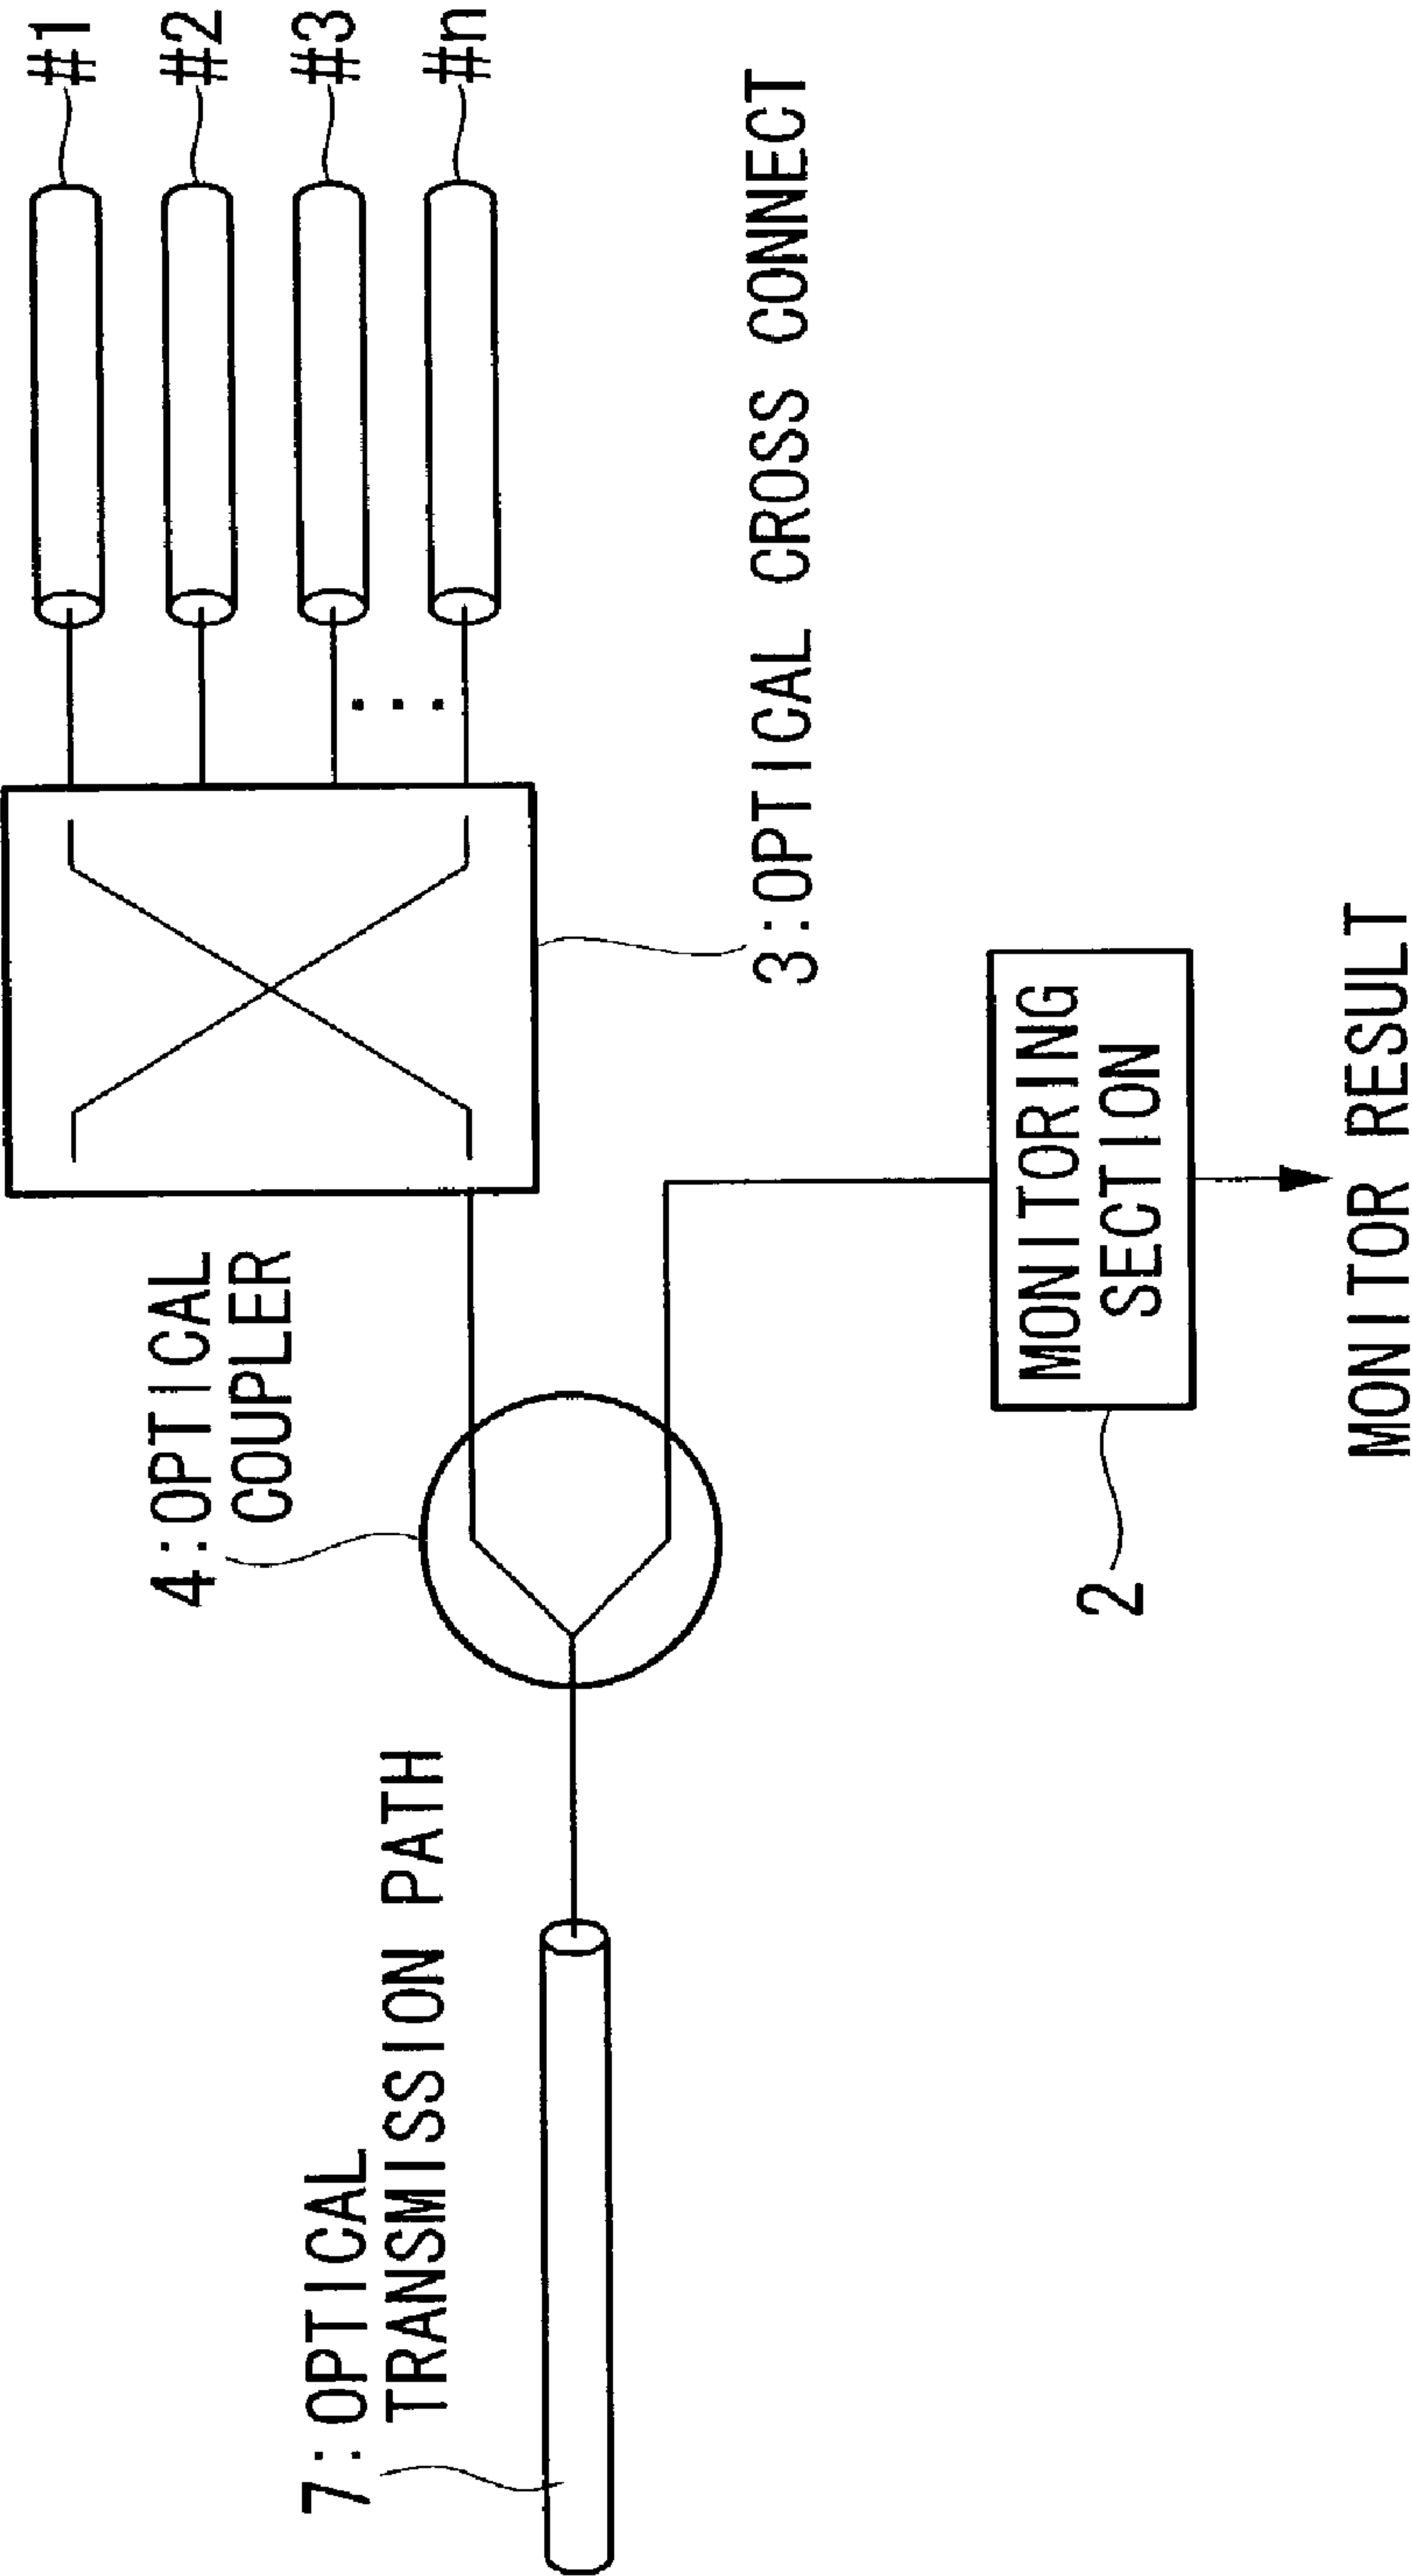 #1
#2
#3
#n
3:OPTICAL CROSS CONNECT
4:OPTICAL
COUPLER
7:OPTICAL
TRANSMISSION PATH
MONITORING
SECTION
2
MONITOR RESULT